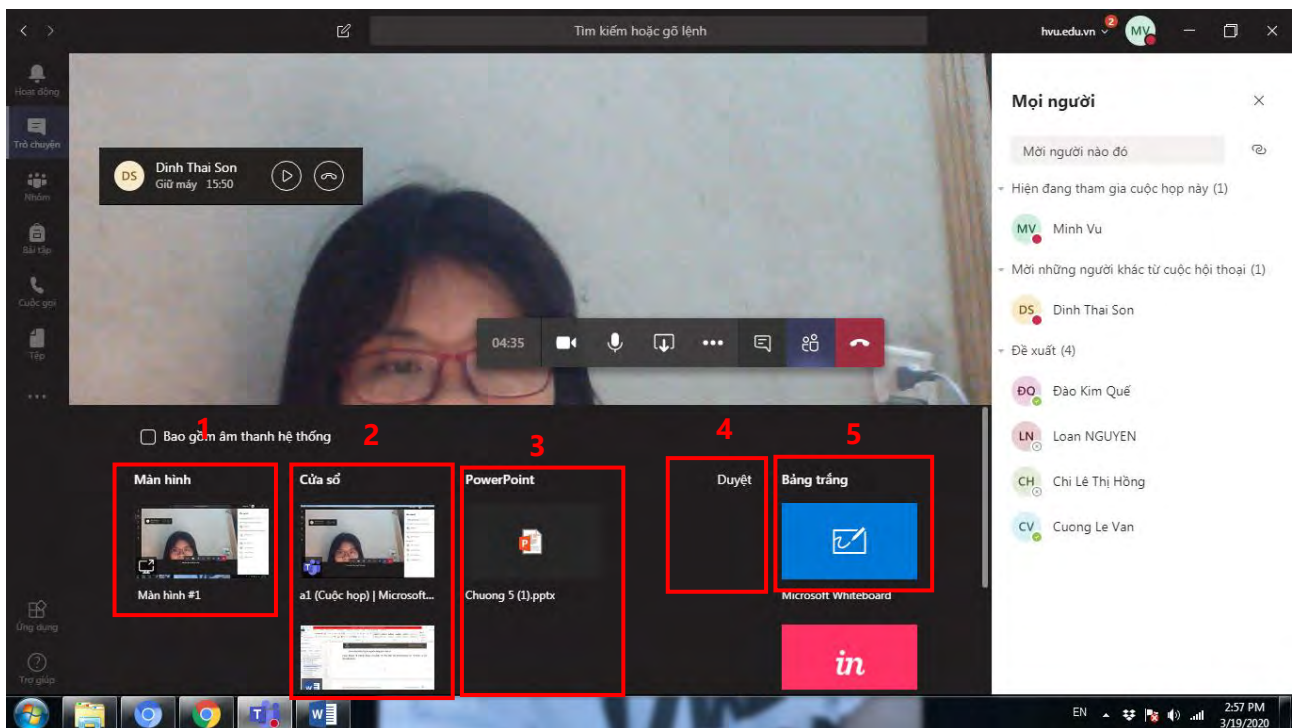 Tìm kiếm hoặc gõ lệnh
hvu.edu.vn
2
MV
Hoạt động
Trò chuyện
Nhóm
Bài tập
Cuộc gọi
Tệp
Ứng dụng
Trợ giúp
DS
Dinh Thai Son
Giữ máy 15:50
04:35
Mọi người
Mời người nào đó
Hiện đang tham gia cuộc họp này (1)
MV Minh Vu
Mời những người khác từ cuộc hội thoại (1)
DS Dinh Thai Son
Đề xuất (4)
ĐQ Đào Kim Quế
LN Loan NGUYEN
CH Chi Lê Thị Hồng
CV Cuong Le Van
Bao gồm âm thanh hệ thống
1 2 3 4 5
Màn hình Cửa sổ PowerPoint Duyệt Bảng trắng
Màn hình #1 a1 (Cuộc họp) | Microsoft... Chuong 5 (1).pptx Microsoft Whiteboard
in
EN
2:57 PM
3/19/2020